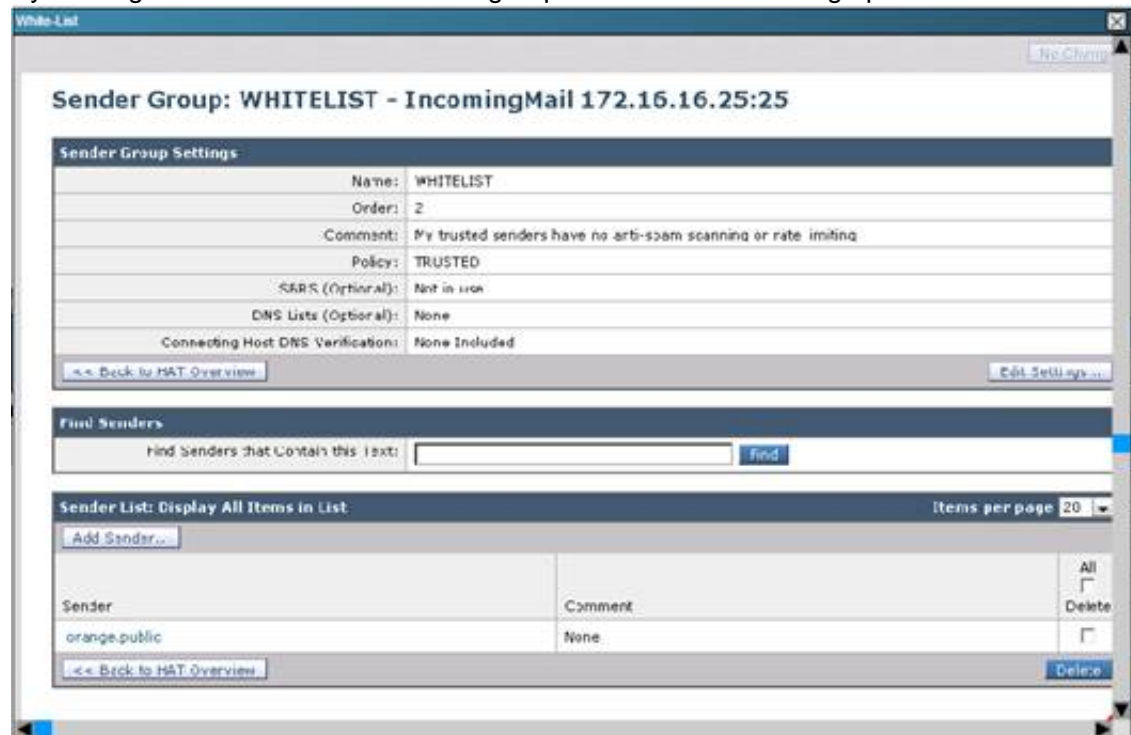 White-List
No Chang
Sender Group: WHITELIST - IncomingMail 172.16.16.25:25
Sender Group Settings
Name: WHITELIST
Order: 2
Comment: My trusted senders have no anti-spam scanning or rate limiting
Policy: TRUSTED
SBRS (Optional): Not in use
DNS Lists (Optional): None
Connecting Host DNS Verification: None Included
<< Back to HAT Overview Edit Settings...
Find Senders
Find Senders that Contain this Text: Find
Sender List: Display All Items in List Items per page 20
Add Sender...
All
Sender Comment Delete
orange.public None
<< Back to HAT Overview Delete